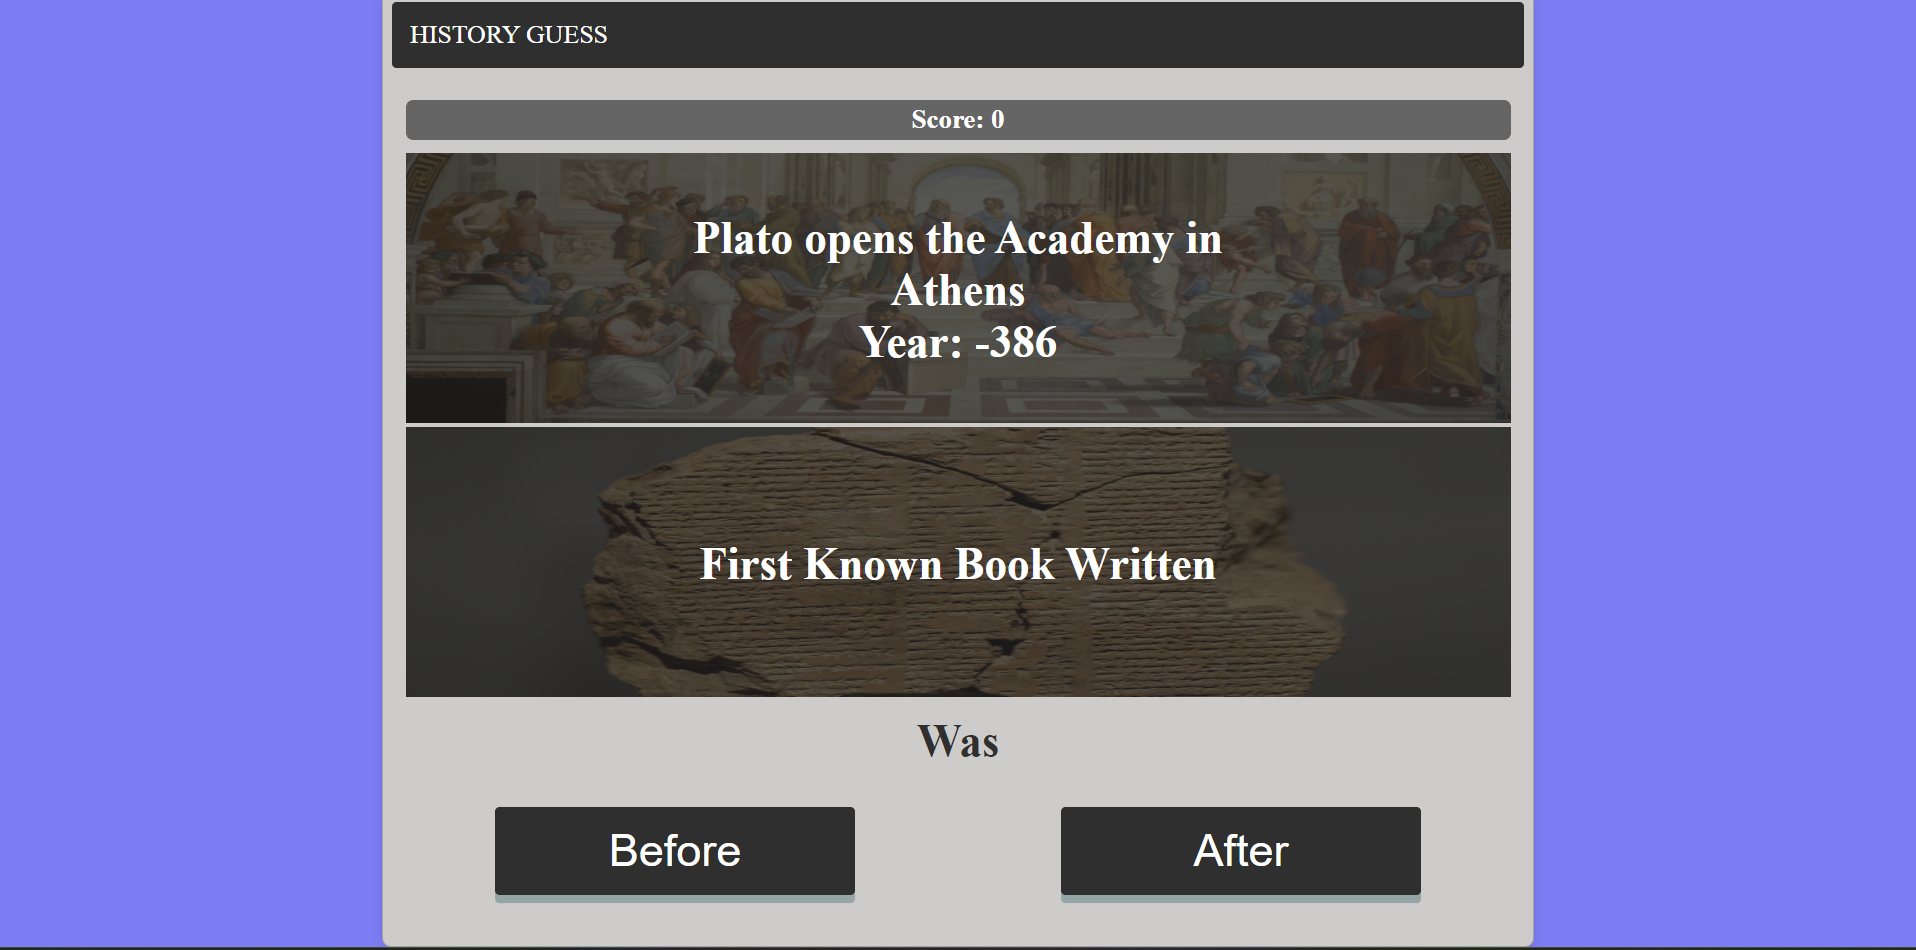 HISTORY GUESS
Score: 0
Plato opens the Academy in
Athens
Year: -386
First Known Book Written
Was
Before
After